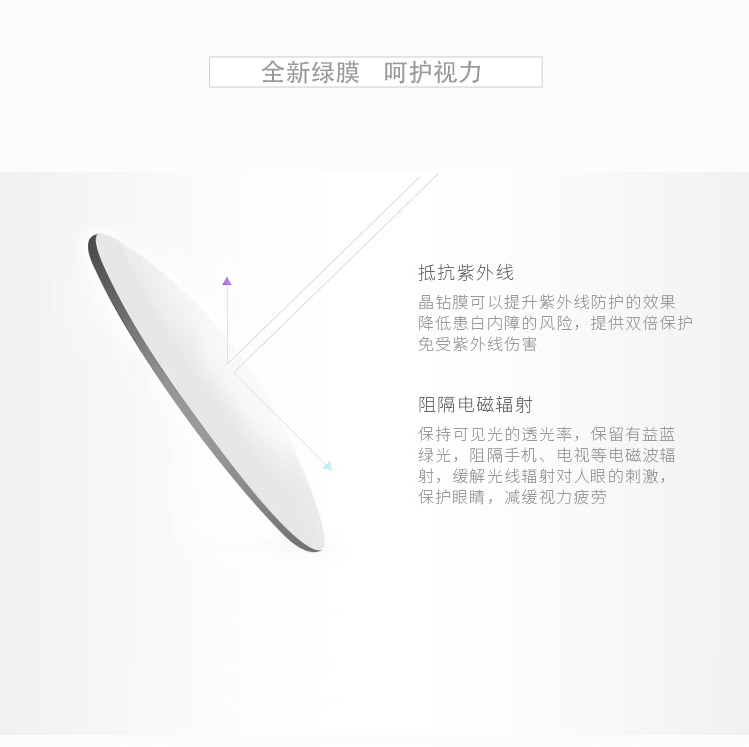 全新绿膜 呵护视力
抵抗紫外线
晶钻膜可以提升紫外线防护的效果
降低患白内障的风险，提供双倍保护
免受紫外线伤害
阻隔电磁辐射
保持可见光的透光率，保留有益蓝
绿光，阻隔手机、电视等电磁波辐
射，缓解光线辐射对人眼的刺激，
保护眼睛，减缓视力疲劳